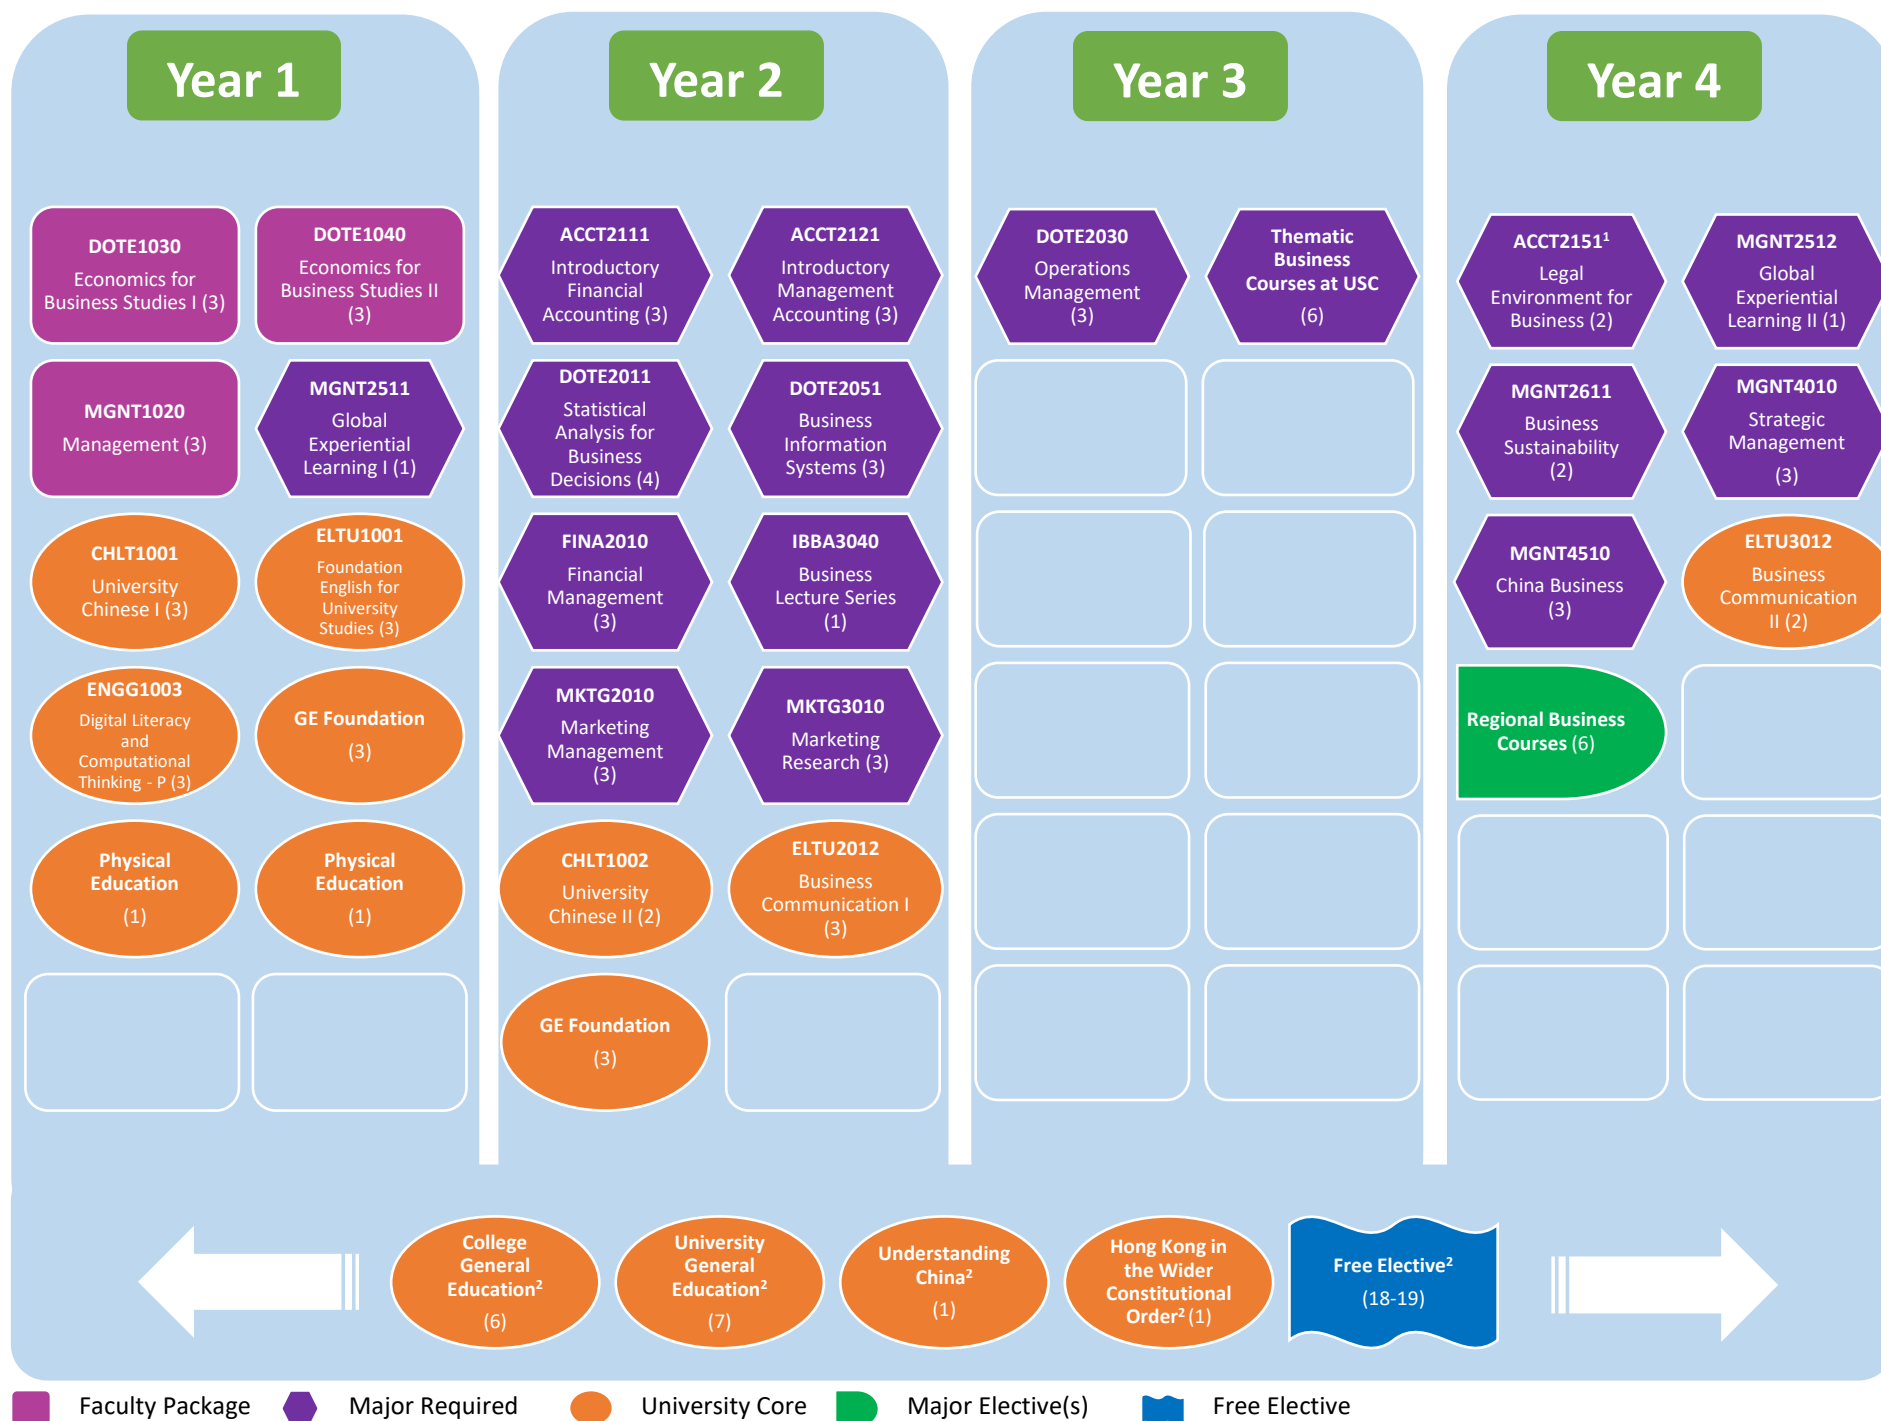 Year 1
Year 2
Year 3
Year 4
DOTE1030
Economics for
Business Studies I (3)
DOTE1040
Economics for
Business Studies II
(3)
MGNT1020
Management (3)
MGNT2511
Global
Experiential
Learning I (1)
CHLT1001
University
Chinese I (3)
ELTU1001
Foundation
English for
University
Studies (3)
ENGG1003
Digital Literacy
and
Computational
Thinking - P (3)
GE Foundation
(3)
Physical
Education
(1)
Physical
Education
(1)
ACCT2111
Introductory
Financial
Accounting (3)
ACCT2121
Introductory
Management
Accounting (3)
DOTE2011
Statistical
Analysis for
Business
Decisions (4)
DOTE2051
Business
Information
Systems (3)
FINA2010
Financial
Management
(3)
IBBA3040
Business
Lecture Series
(1)
MKTG2010
Marketing
Management
(3)
MKTG3010
Marketing
Research (3)
CHLT1002
University
Chinese II (2)
ELTU2012
Business
Communication I
(3)
GE Foundation
(3)
DOTE2030
Operations
Management
(3)
Thematic
Business
Courses at USC
(6)
ACCT2151¹
Legal
Environment for
Business (2)
MGNT2512
Global
Experiential
Learning II (1)
MGNT2611
Business
Sustainability
(2)
MGNT4010
Strategic
Management
(3)
MGNT4510
China Business
(3)
ELTU3012
Business
Communication
II (2)
Regional Business
Courses (6)
College
General
Education²
(6)
University
General
Education²
(7)
Understanding
China²
(1)
Hong Kong in
the Wider
Constitutional
Order² (1)
Free Elective²
(18-19)
Faculty Package
Major Required
University Core
Major Elective(s)
Free Elective